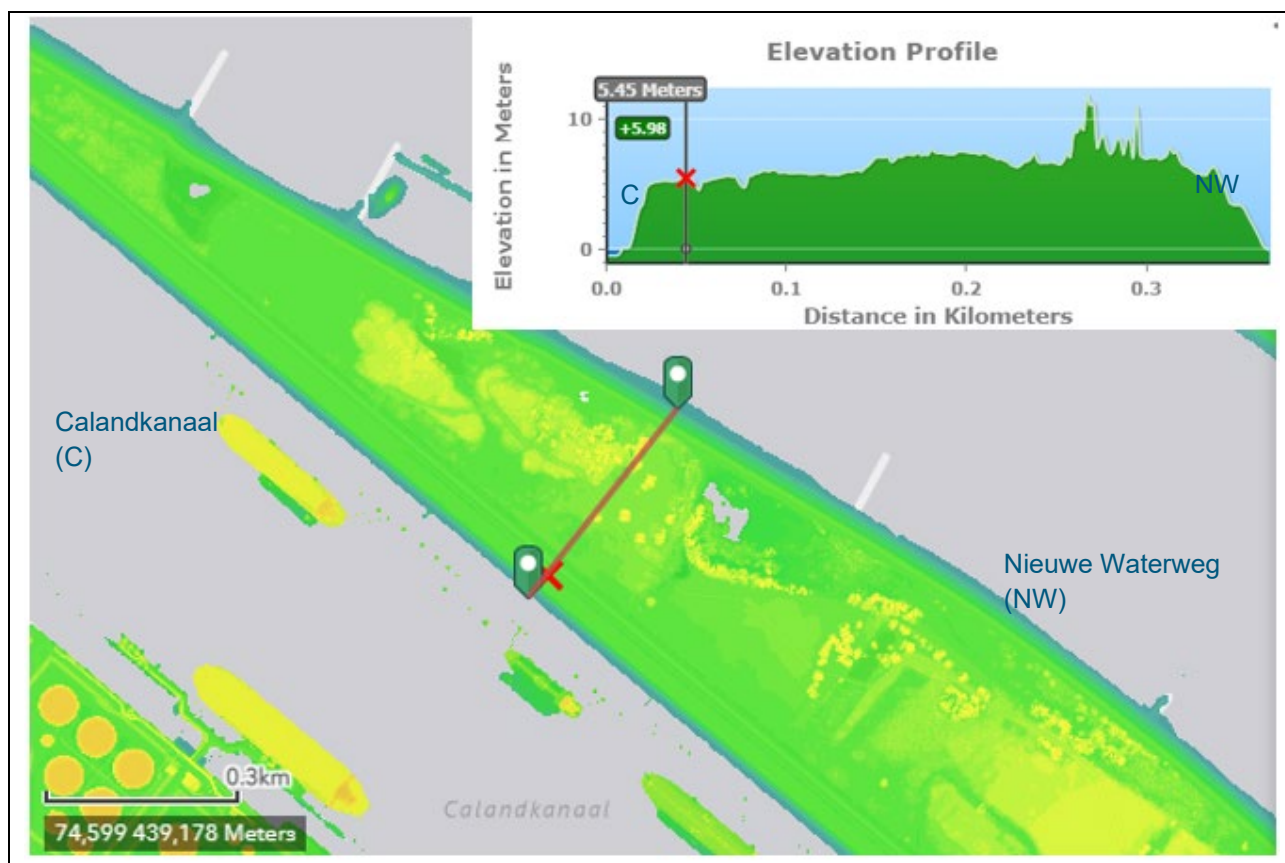 Elevation Profile
Elevation in Meters
5.45 Meters
+5.98
10
0
C
NW
0.0
0.1
0.2
0.3
Distance in Kilometers
Calandkanaal
(C)
Nieuwe Waterweg
(NW)
0.3km
Calandkanaal
74,599 439,178 Meters